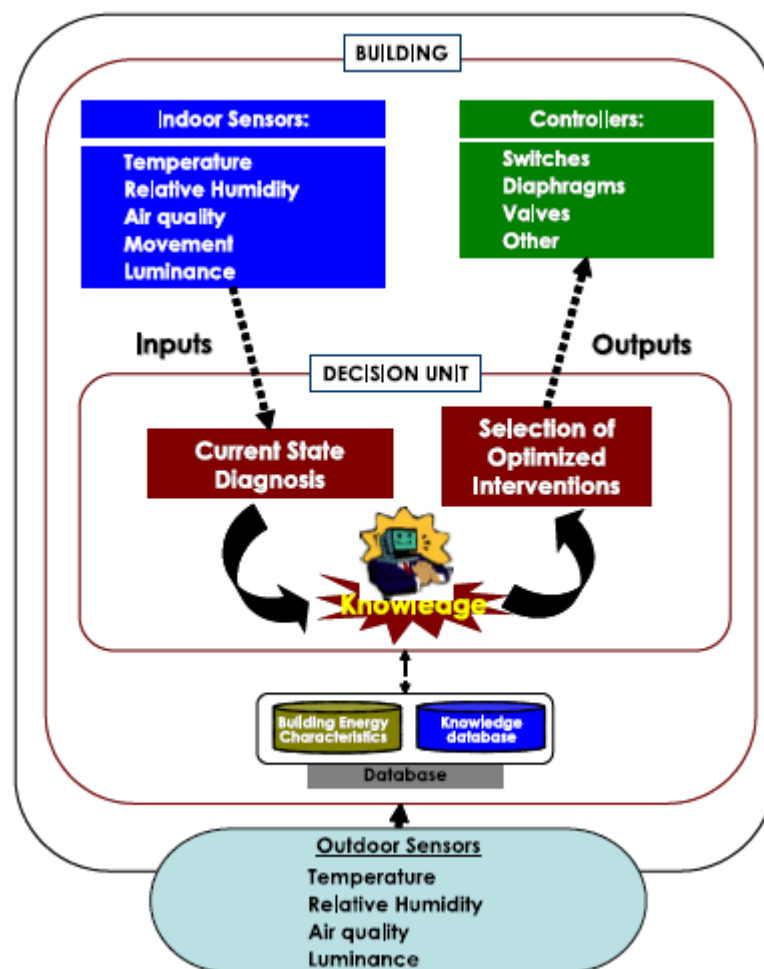 BUILDING
Indoor Sensors:
Temperature
Relative Humidity
Air quality
Movement
Luminance
Controllers:
Switches
Diaphragms
Valves
Other
Inputs
Outputs
DECISION UNIT
Current State
Diagnosis
Selection of
Optimized
Interventions
Knowledge
Building Energy
Characteristics
Knowledge
database
Database
Outdoor Sensors
Temperature
Relative Humidity
Air quality
Luminance